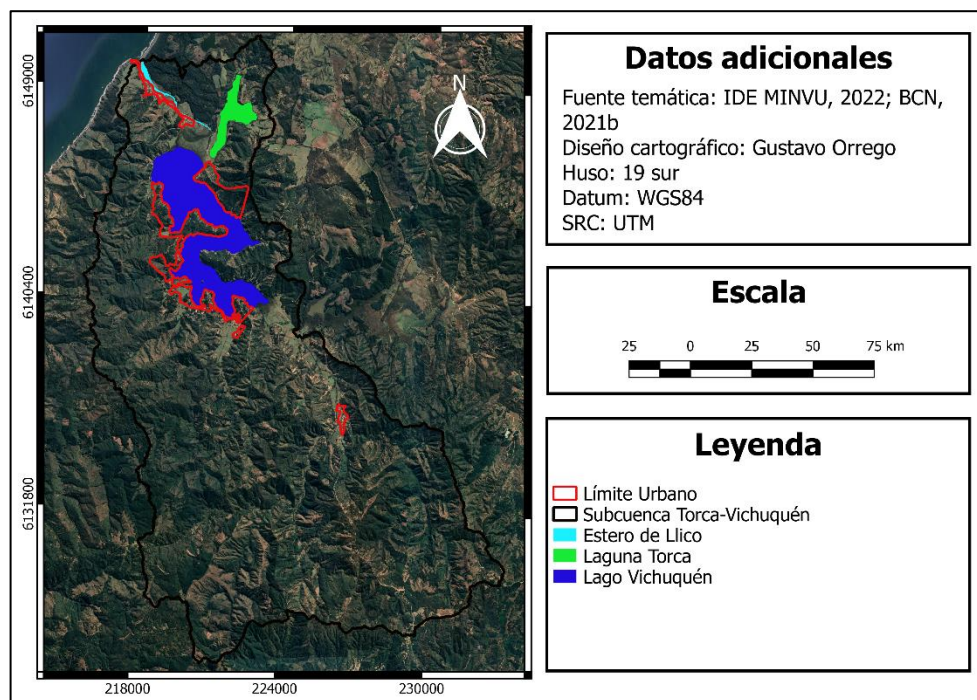 6149000
6140400
6131800
218000
224000
230000
N
Datos adicionales
Fuente temática: IDE MINVU, 2022; BCN,
2021b
Diseño cartográfico: Gustavo Orrego
Huso: 19 sur
Datum: WGS84
SRC: UTM
Escala
25 0 25 50 75 km
Leyenda
Límite Urbano
Subcuenca Torca-Vichuquén
Estero de Llico
Laguna Torca
Lago Vichuquén